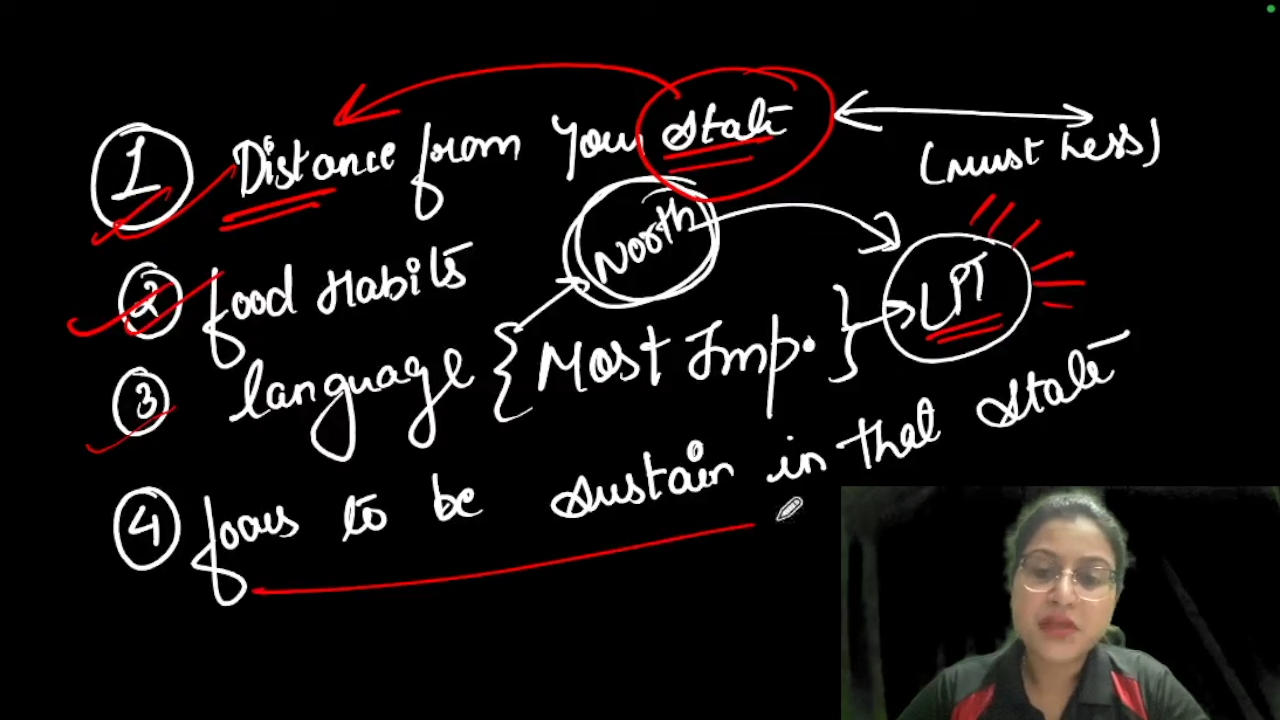 1 Distance from your State
(must Less)
North
2 food Habits
LPT
3 language { Most Imp. }
4 focus to be sustain in that state